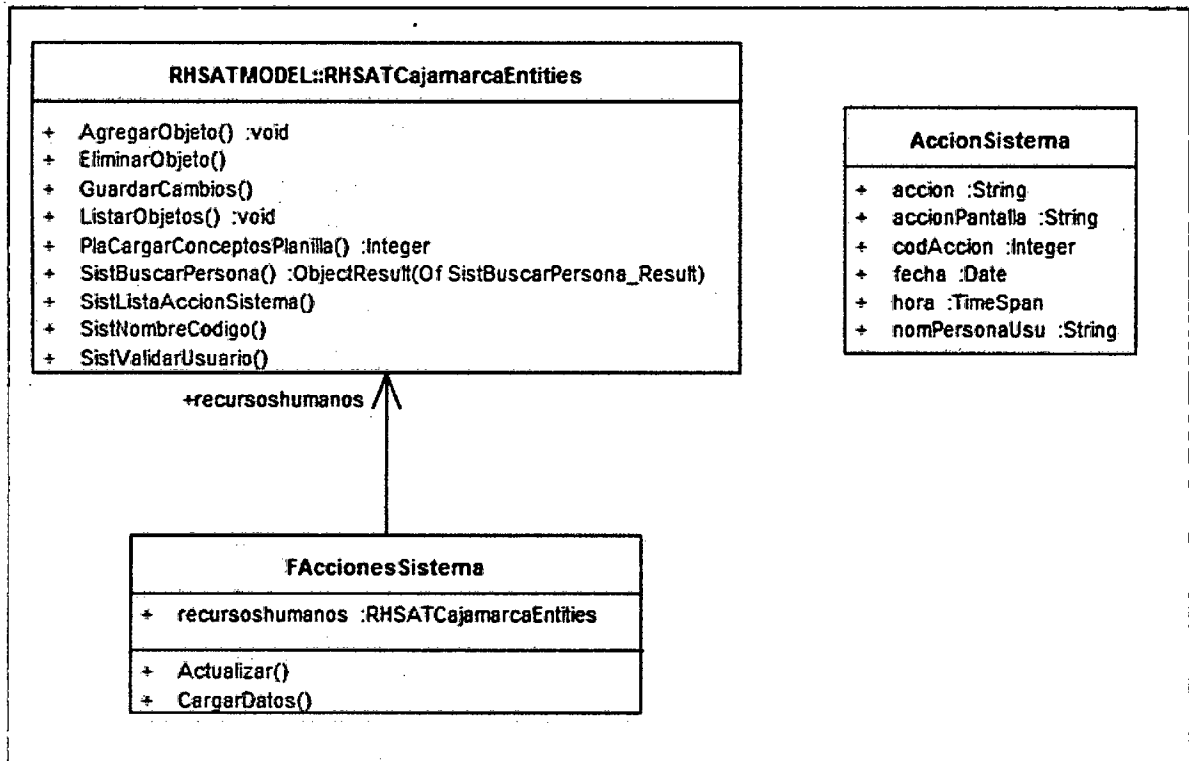 RHSATMODEL::RHSATCajamarcaEntities
+ AgregarObjeto() :void
+ EliminarObjeto()
+ GuardarCambios()
+ ListarObjetos() :void
+ PlaCargarConceptosPlanilla() :Integer
+ SistBuscarPersona() :ObjectResult(Of SistBuscarPersona_Result)
+ SistListaAccionSistema()
+ SistNombreCodigo()
+ SistValidarUsuario()
AccionSistema
+ accion :String
+ accionPantalla :String
+ codAccion :Integer
+ fecha :Date
+ hora :TimeSpan
+ nomPersonaUsu :String
+recursoshumanos
FAccionesSistema
+ recursoshumanos :RHSATCajamarcaEntities
+ Actualizar()
+ CargarDatos()